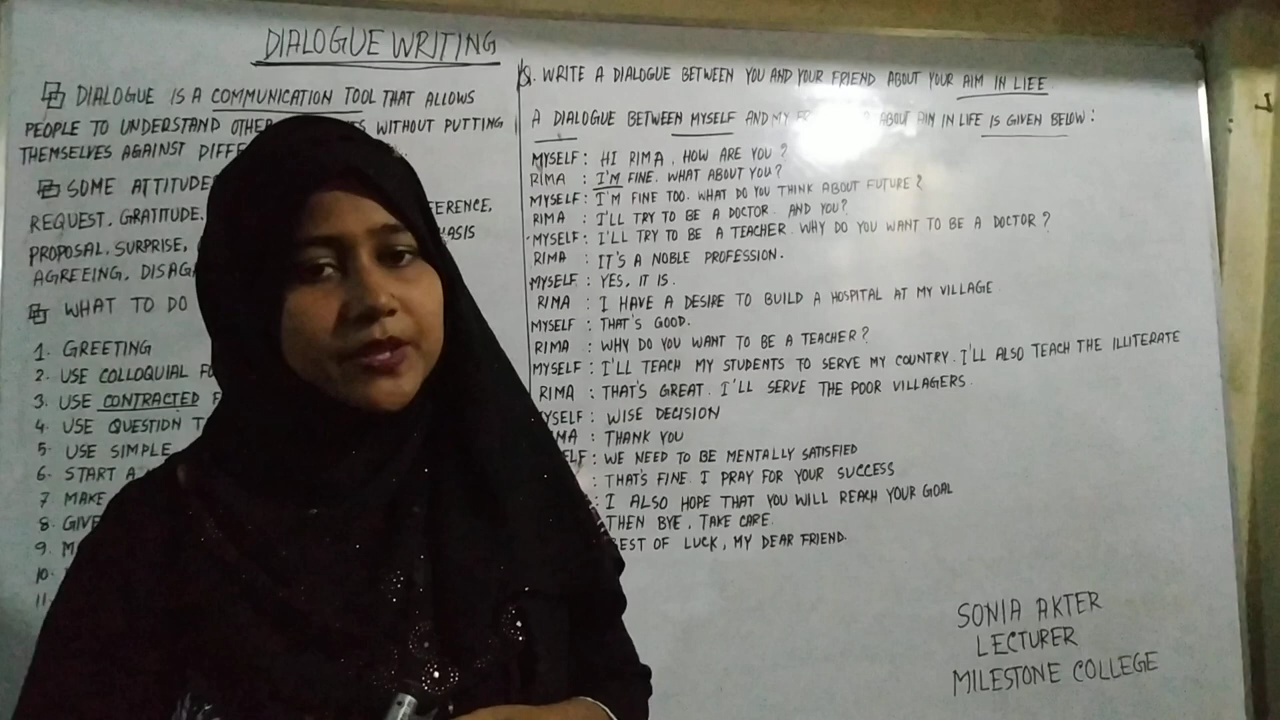 DIALOGUE WRITING
DIALOGUE IS A COMMUNICATION TOOL THAT ALLOWS
PEOPLE TO UNDERSTAND WITHOUT PUTTING
THEMSELVES AGAINST
SOME ATTITUDE
REQUEST, GRATITUDE,
PROPOSAL, SURPRISE,
AGREEING,
WHAT TO DO
1. GREETING
2. USE COLLOQUIAL
3. USE CONTRACTED
4. USE QUESTION
5. USE SIMPLE
6. START A
7 MAKE
8. GIVE
9.
10.
11.
Q. WRITE A DIALOGUE BETWEEN YOU AND YOUR FRIEND ABOUT YOUR AIM IN LIEE.
A DIALOGUE BETWEEN MYSELF AND MY ABOUT AIM IN LIFE IS GIVEN BELOW:
MYSELF: HI RIMA, HOW ARE YOU?
RIMA : I'M FINE. WHAT ABOUT YOU?
MYSELF: I'M FINE TOO. WHAT DO YOU THINK ABOUT FUTURE?
RIMA : I'LL TRY TO BE A DOCTOR. AND YOU?
MYSELF: I'LL TRY TO BE A TEACHER. WHY DO YOU WANT TO BE A DOCTOR?
RIMA : IT'S A NOBLE PROFESSION.
MYSELF: YES, IT IS.
RIMA : I HAVE A DESIRE TO BUILD A HOSPITAL AT MY VILLAGE
MYSELF: THAT'S GOOD.
RIMA : WHY DO YOU WANT TO BE A TEACHER?
MYSELF: I'LL TEACH MY STUDENTS TO SERVE MY COUNTRY. I'LL ALSO TEACH THE ILLITERATE
RIMA : THAT'S GREAT. I'LL SERVE THE POOR VILLAGERS.
YSELF: WISE DECISION
MA : THANK YOU
ELF: WE NEED TO BE MENTALLY SATISFIED
: THAT'S FINE. I PRAY FOR YOUR SUCCESS
: I ALSO HOPE THAT YOU WILL REACH YOUR GOAL
THEN BYE, TAKE CARE.
BEST OF LUCK, MY DEAR FRIEND.
SONIA AKTER
LECTURER
MILESTONE COLLEGE